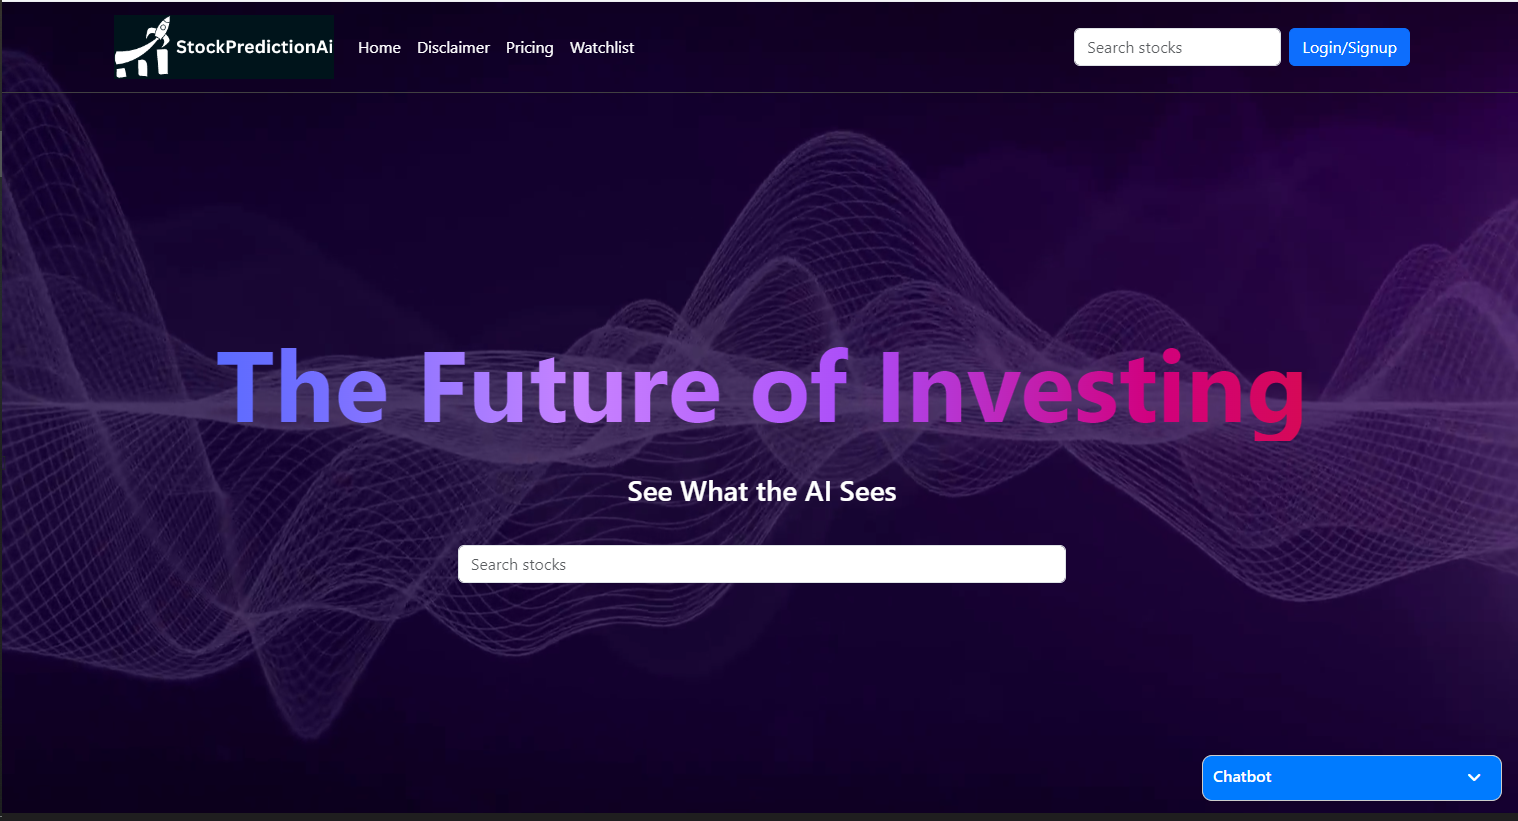 StockPredictionAi Home Disclaimer Pricing Watchlist Search stocks Login/Signup
The Future of Investing
See What the AI Sees
Search stocks
Chatbot